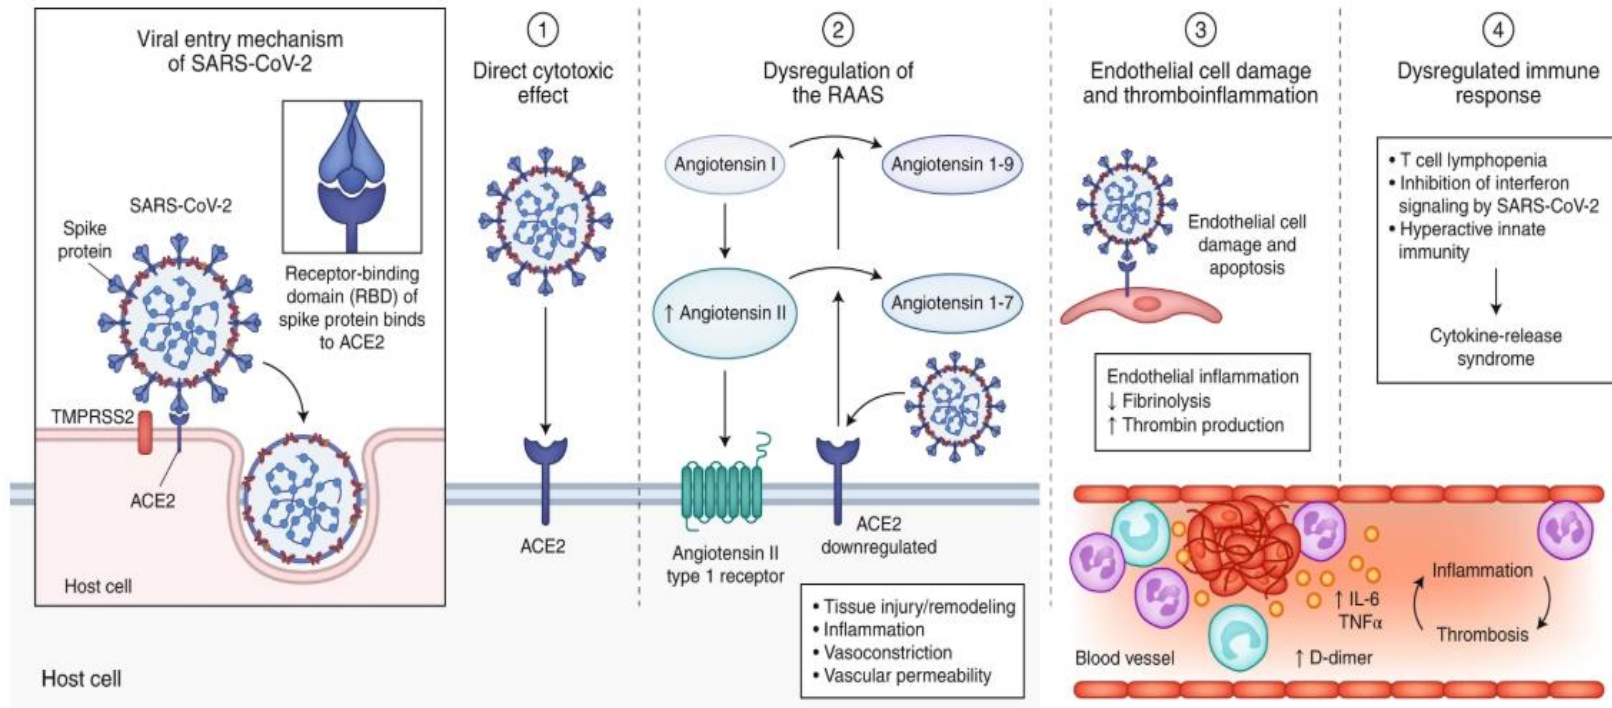 Viral entry mechanism
of SARS-CoV-2
SARS-CoV-2
Spike
protein
Receptor-binding
domain (RBD) of
spike protein binds
to ACE2
TMPRSS2
ACE2
Host cell
Host cell
1
Direct cytotoxic
effect
ACE2
2
Dysregulation of
the RAAS
Angiotensin I
Angiotensin 1-9
↑ Angiotensin II
Angiotensin 1-7
Angiotensin II
type 1 receptor
ACE2
downregulated
• Tissue injury/remodeling
• Inflammation
• Vasoconstriction
• Vascular permeability
3
Endothelial cell damage
and thromboinflammation
Endothelial cell
damage and
apoptosis
Endothelial inflammation
↓ Fibrinolysis
↑ Thrombin production
4
Dysregulated immune
response
• T cell lymphopenia
• Inhibition of interferon
signaling by SARS-CoV-2
• Hyperactive innate
immunity
Cytokine-release
syndrome
↑ IL-6
TNFα
Inflammation
Thrombosis
Blood vessel
↑ D-dimer